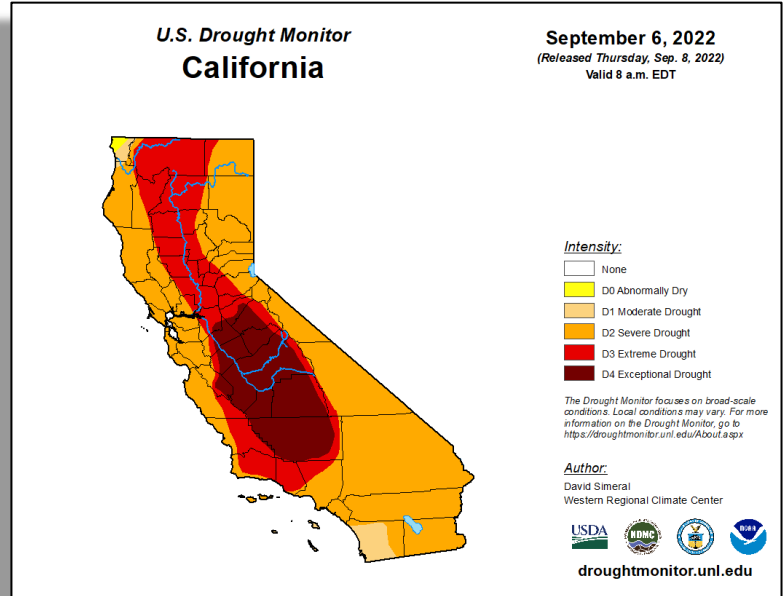 U.S. Drought Monitor
California
September 6, 2022
(Released Thursday, Sep. 8, 2022)
Valid 8 a.m. EDT
Intensity:
None
D0 Abnormally Dry
D1 Moderate Drought
D2 Severe Drought
D3 Extreme Drought
D4 Exceptional Drought
The Drought Monitor focuses on broad-scale
conditions. Local conditions may vary. For more
information on the Drought Monitor, go to
https://droughtmonitor.unl.edu/About.aspx
Author:
David Simeral
Western Regional Climate Center
USDA
NDMC
NOAA
droughtmonitor.unl.edu